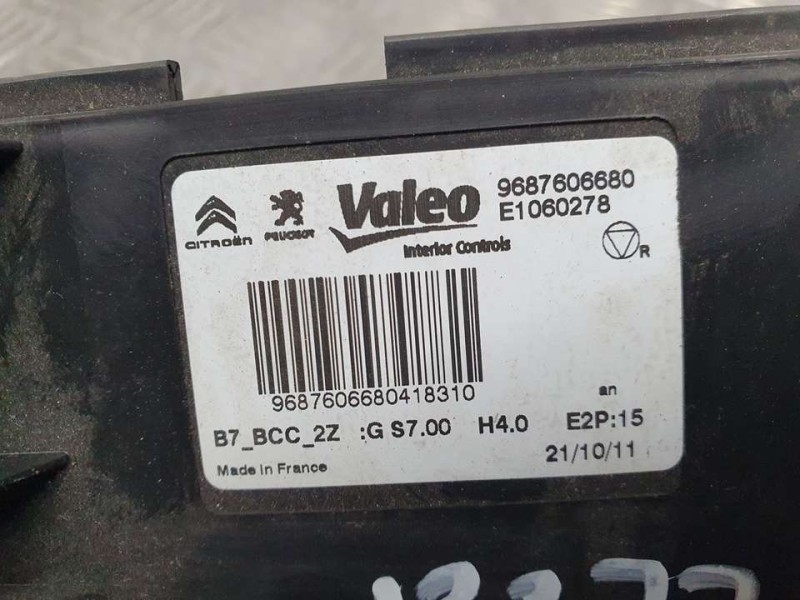 CITROËN PEUGEOT Valeo 9687606680
E1060278
Interior Controls
R
9687606680418310
an
B7_BCC_2Z :G S7.00 H4.0 E2P:15
Made in France 21/10/11